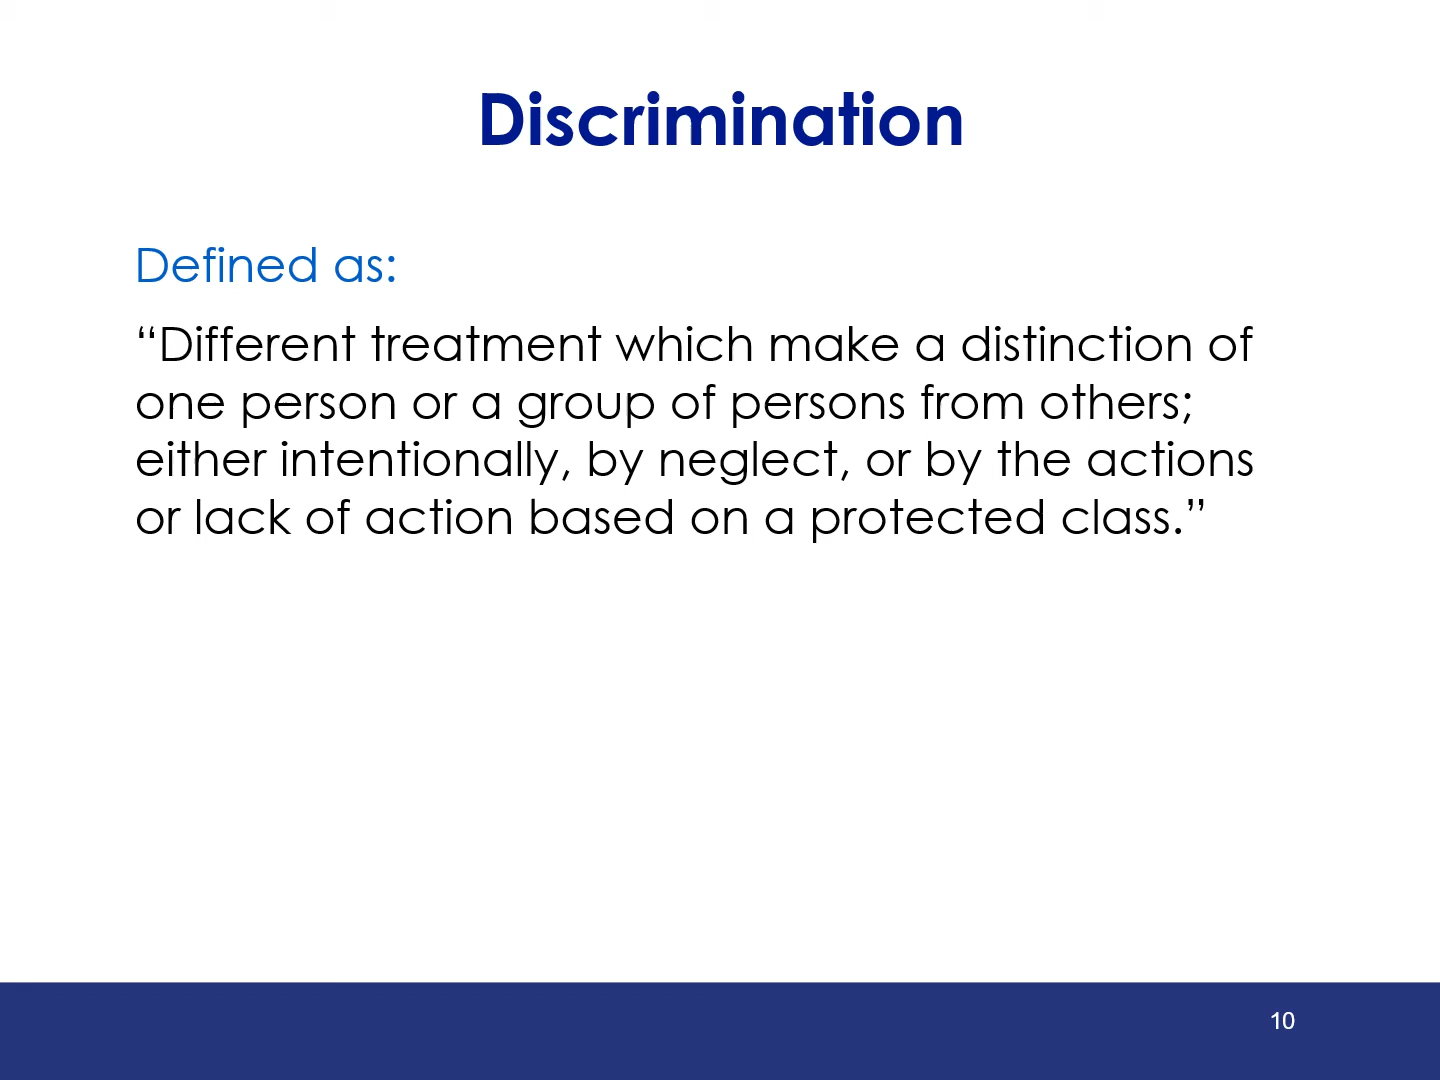 Discrimination
Defined as:
“Different treatment which make a distinction of
one person or a group of persons from others;
either intentionally, by neglect, or by the actions
or lack of action based on a protected class.”
10